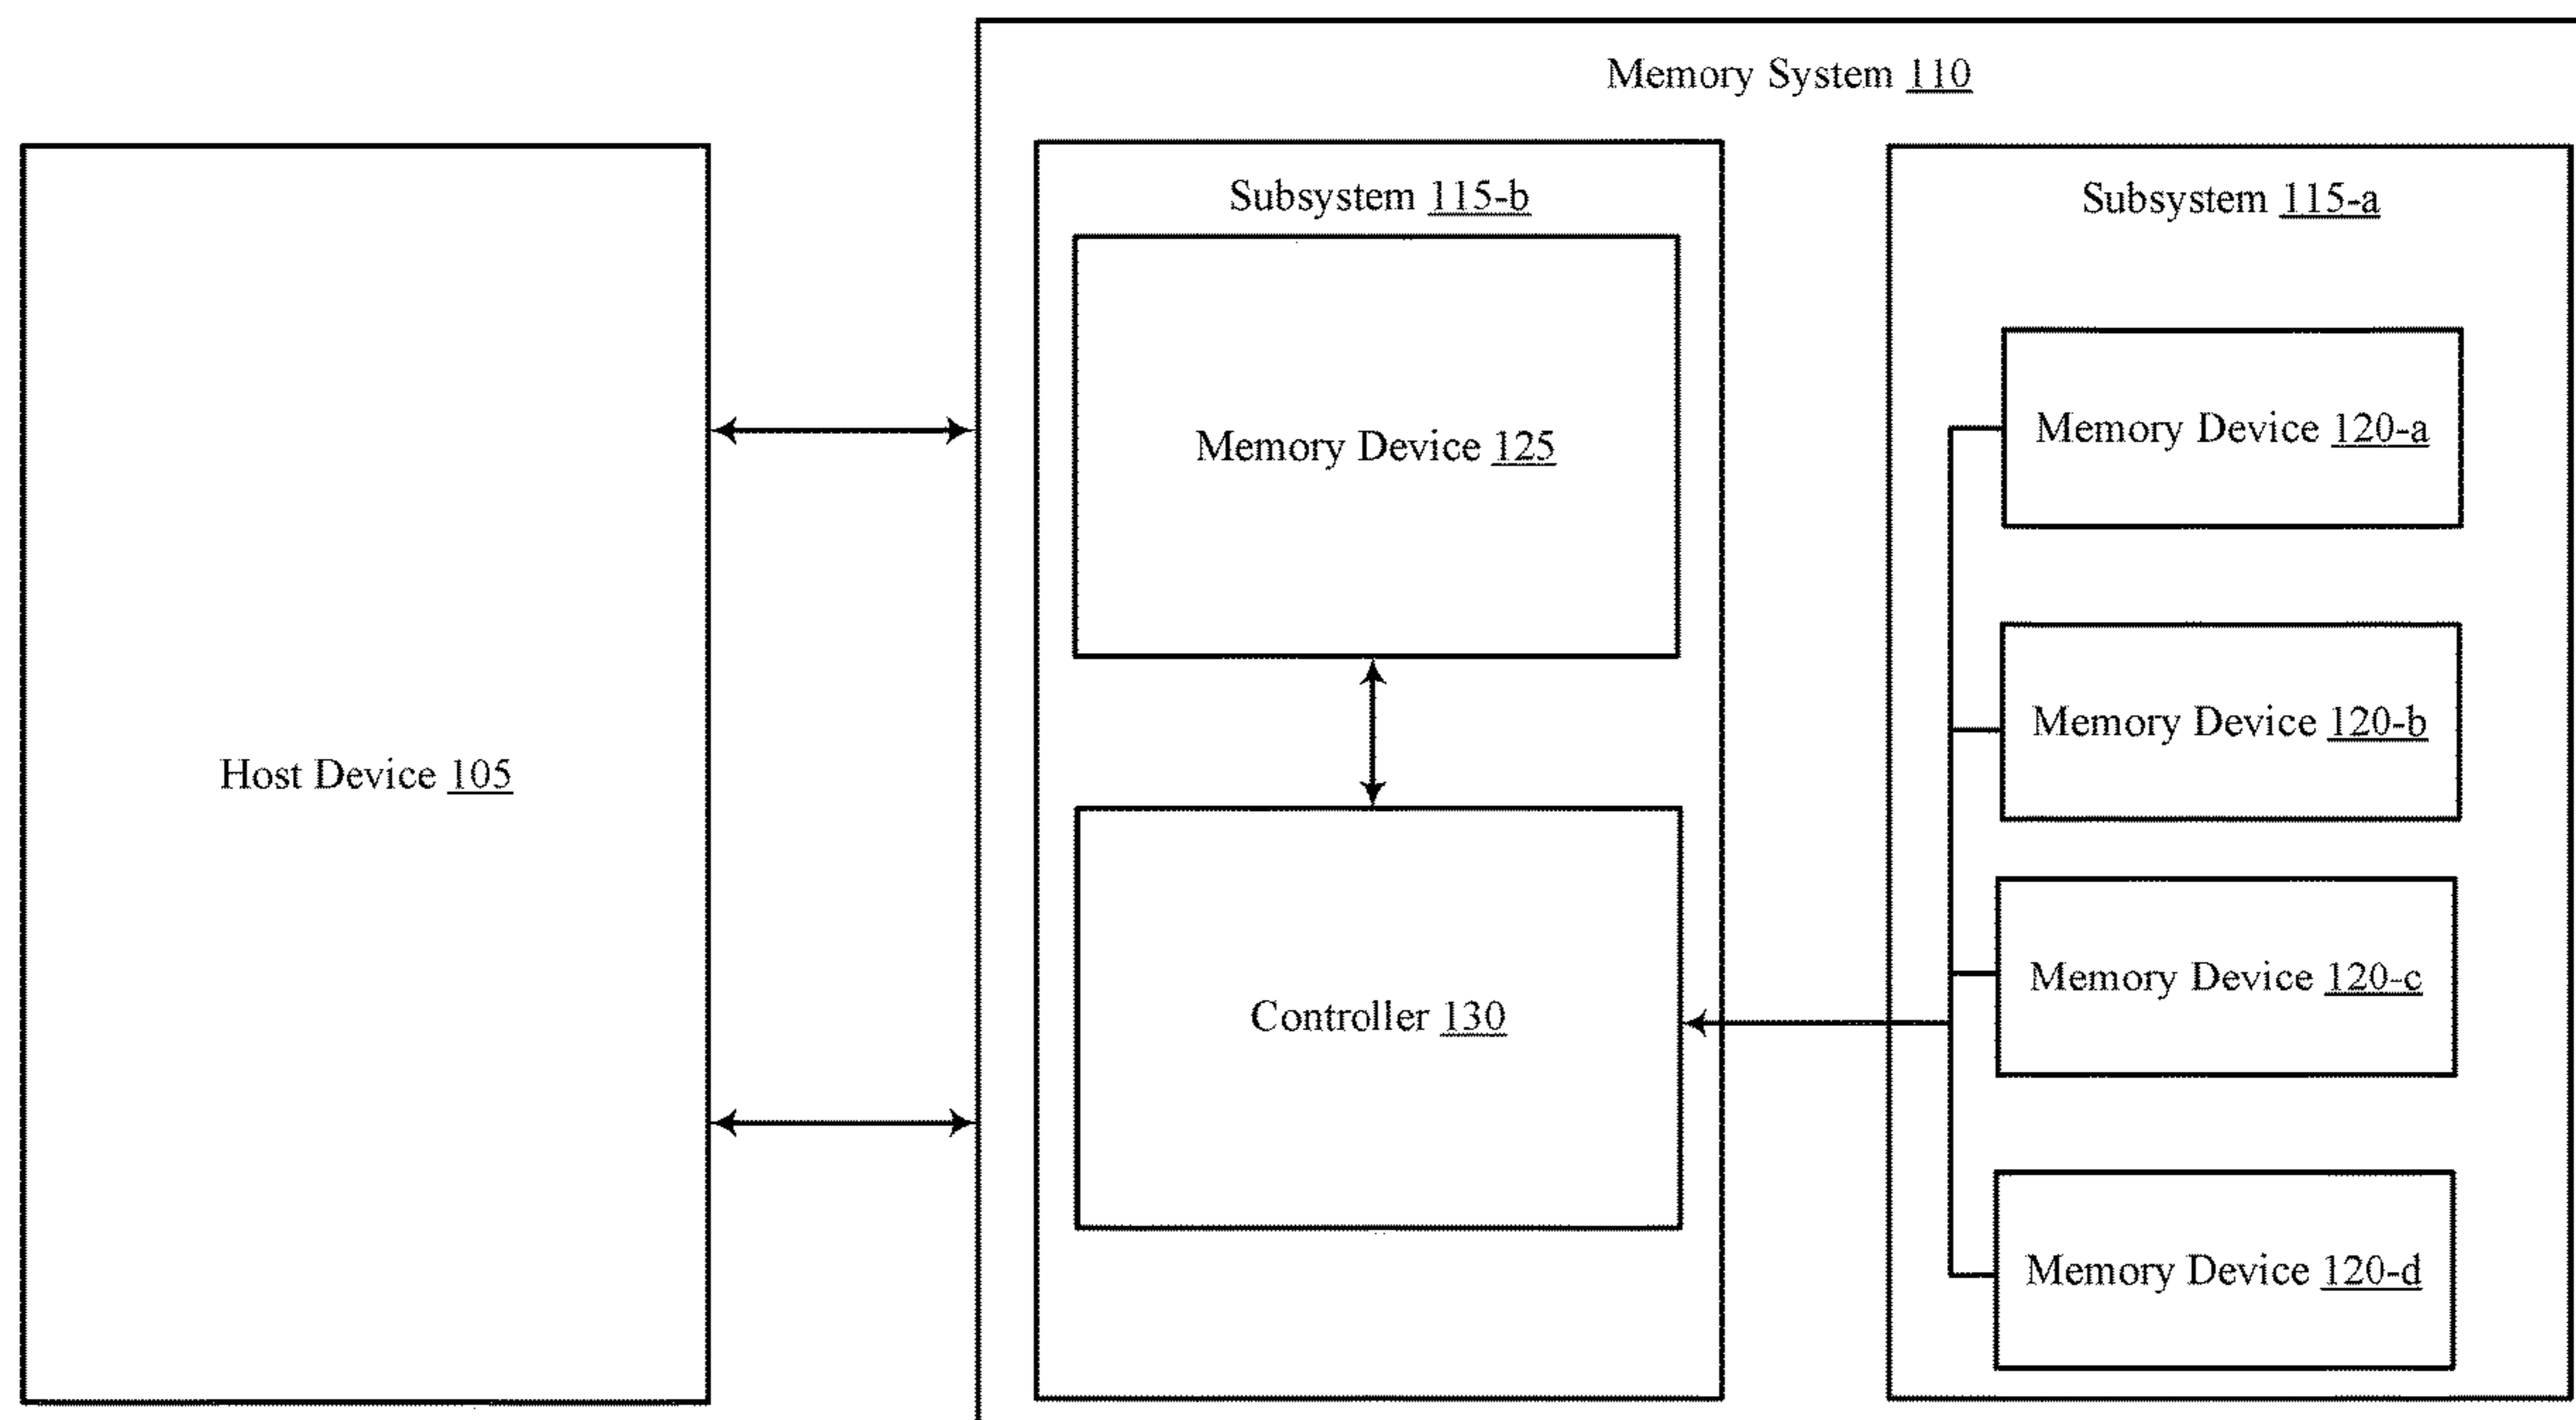 Memory System 110
Host Device 105
Subsystem 115-b
Memory Device 125
Controller 130
Subsystem 115-a
Memory Device 120-a
Memory Device 120-b
Memory Device 120-c
Memory Device 120-d